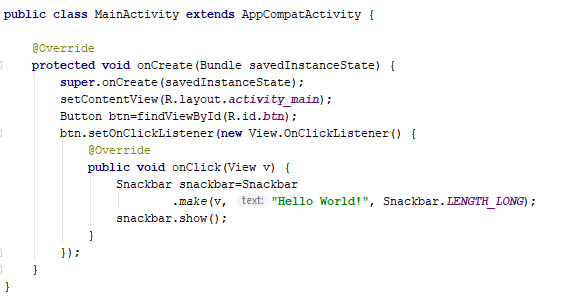 public class MainActivity extends AppCompatActivity {
@Override
protected void onCreate(Bundle savedInstanceState) {
super.onCreate(savedInstanceState);
setContentView(R.layout.activity_main);
Button btn=findViewById(R.id.btn);
btn.setOnClickListener(new View.OnClickListener() {
@Override
public void onClick(View v) {
Snackbar snackbar=Snackbar
.make(v, text: "Hello World!", Snackbar.LENGTH_LONG);
snackbar.show();
}
});
}
}